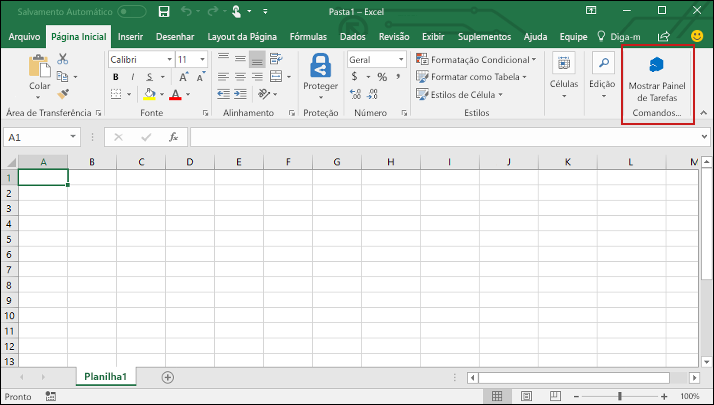 Salvamento Automático
Pasta1 – Excel
Arquivo Página Inicial Inserir Desenhar Layout da Página Fórmulas Dados Revisão Exibir Suplementos Ajuda Equipe Diga-m
Colar
Calibri 11
N I S
A A
Geral
$ % ,
Proteger
Formatação Condicional
Formatar como Tabela
Estilos de Célula
Células
Edição
Mostrar Painel
de Tarefas
Área de Transferência Fonte Alinhamento Proteção Número Estilos Comandos...
A1 fx
A B C D E F G H I J K L M
1
2
3
4
5
6
7
8
9
10
11
12
13
Planilha1
Pronto 100%